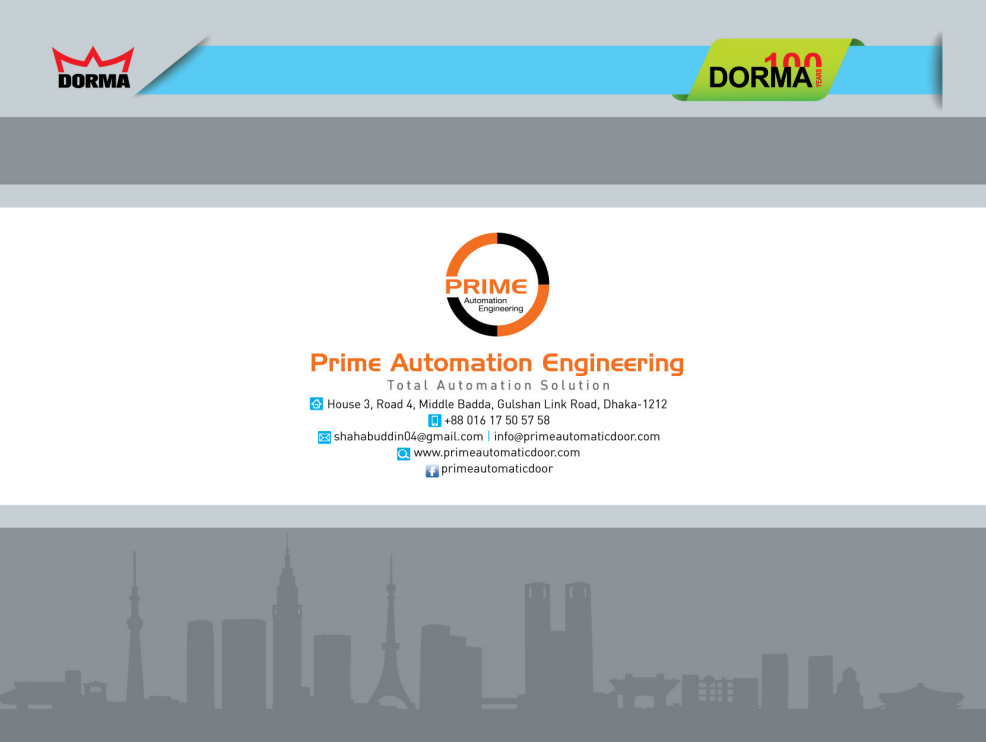 DORMA
DORMA 100 YEARS
PRIME
Automation
Engineering
Prime Automation Engineering
Total Automation Solution
House 3, Road 4, Middle Badda, Gulshan Link Road, Dhaka-1212
+88 016 17 50 57 58
shahabuddin04@gmail.com | info@primeautomaticdoor.com
www.primeautomaticdoor.com
primeautomaticdoor